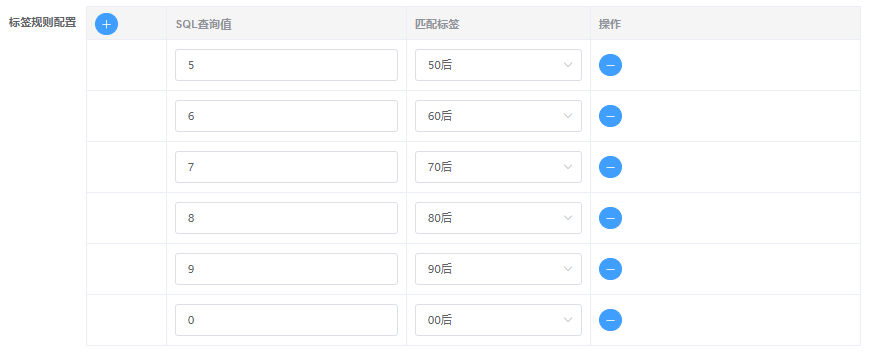 标签规则配置
SQL查询值 匹配标签 操作
5 50后
6 60后
7 70后
8 80后
9 90后
0 00后